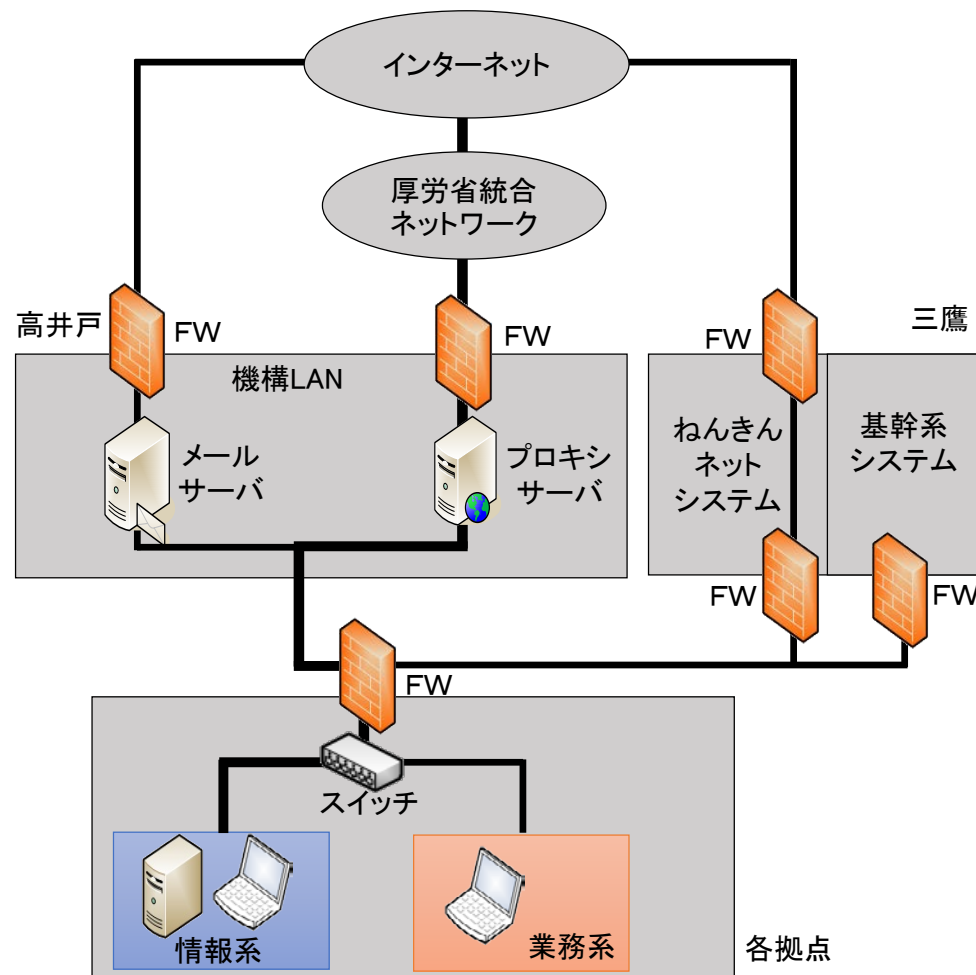 インターネット
厚労省統合
ネットワーク
高井戸
FW
FW
FW
三鷹
機構LAN
メール
サーバ
プロキシ
サーバ
ねんきん
ネット
システム
基幹系
システム
FW
FW
FW
スイッチ
情報系
業務系
各拠点